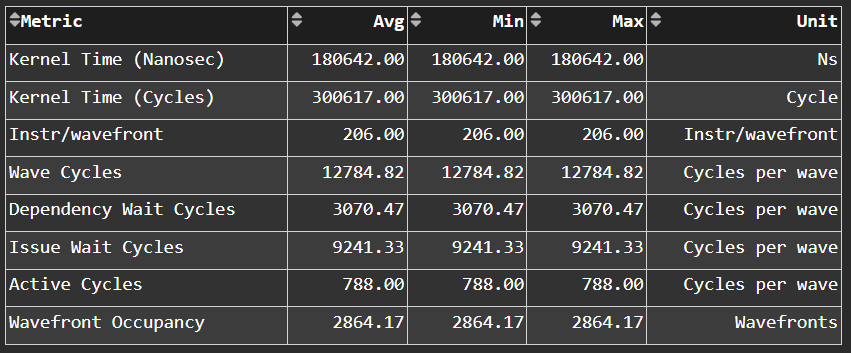 Metric Avg Min Max Unit
Kernel Time (Nanosec) 180642.00 180642.00 180642.00 Ns
Kernel Time (Cycles) 300617.00 300617.00 300617.00 Cycle
Instr/wavefront 206.00 206.00 206.00 Instr/wavefront
Wave Cycles 12784.82 12784.82 12784.82 Cycles per wave
Dependency Wait Cycles 3070.47 3070.47 3070.47 Cycles per wave
Issue Wait Cycles 9241.33 9241.33 9241.33 Cycles per wave
Active Cycles 788.00 788.00 788.00 Cycles per wave
Wavefront Occupancy 2864.17 2864.17 2864.17 Wavefronts